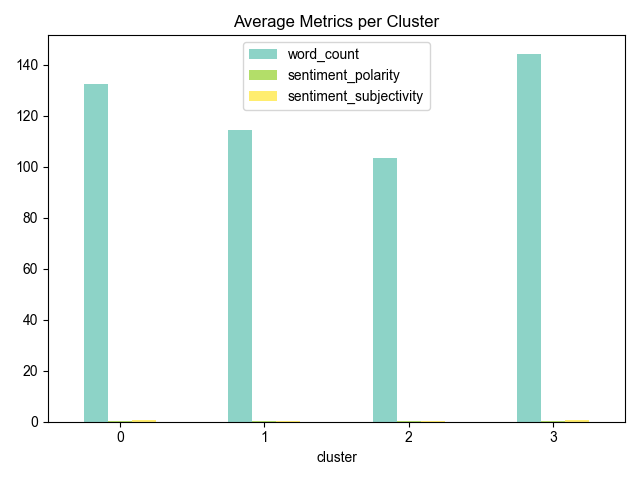 Average Metrics per Cluster
word_count
sentiment_polarity
sentiment_subjectivity
140
120
100
80
60
40
20
0
0 1 2 3
cluster